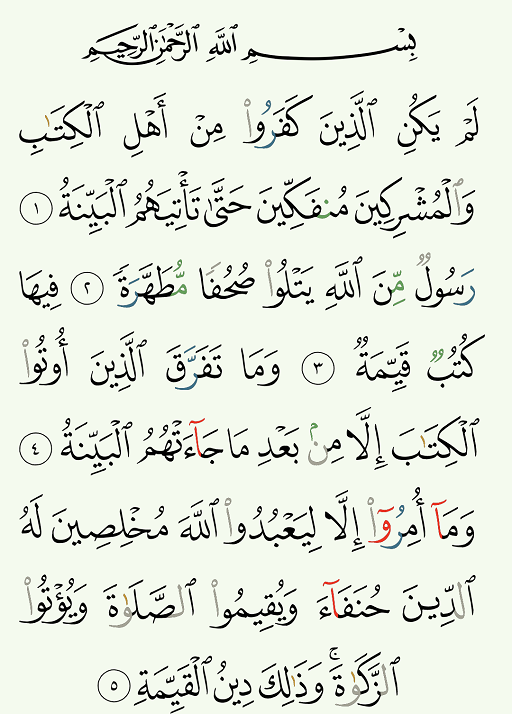 بِسْمِ ٱللَّهِ ٱلرَّحْمَٰنِ ٱلرَّحِيمِ
لَمْ يَكُنِ ٱلَّذِينَ كَفَرُوا۟ مِنْ أَهْلِ ٱلْكِتَٰبِ
وَٱلْمُشْرِكِينَ مُنفَكِّينَ حَتَّىٰ تَأْتِيَهُمُ ٱلْبَيِّنَةُ ١
رَسُولٌ مِّنَ ٱللَّهِ يَتْلُوا۟ صُحُفًا مُّطَهَّرَةً ٢ فِيهَا
كُتُبٌ قَيِّمَةٌ ٣ وَمَا تَفَرَّقَ ٱلَّذِينَ أُوتُوا۟
ٱلْكِتَٰبَ إِلَّا مِنۢ بَعْدِ مَا جَآءَتْهُمُ ٱلْبَيِّنَةُ ٤
وَمَآ أُمِرُوٓا۟ إِلَّا لِيَعْبُدُوا۟ ٱللَّهَ مُخْلِصِينَ لَهُ
ٱلدِّينَ حُنَفَآءَ وَيُقِيمُوا۟ ٱلصَّلَوٰةَ وَيُؤْتُوا۟
ٱلزَّكَوٰةَ ۚ وَذَٰلِكَ دِينُ ٱلْقَيِّمَةِ ٥